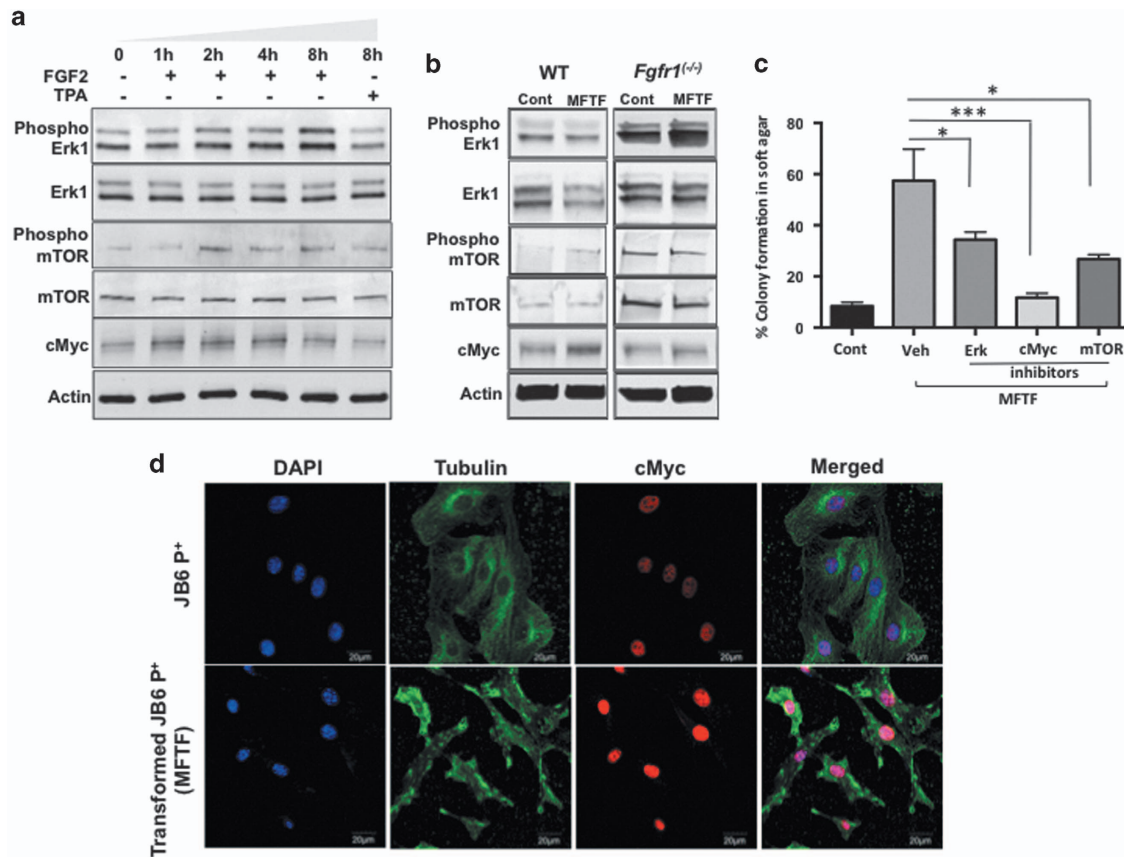 a
0 1h 2h 4h 8h 8h
FGF2 - + + + + -
TPA - - - - - +
Phospho
Erk1
Erk1
Phospho
mTOR
mTOR
cMyc
Actin
b
WT Fgfr1(-/-)
Cont MFTF Cont MFTF
Phospho
Erk1
Erk1
Phospho
mTOR
mTOR
cMyc
Actin
c
% Colony formation in soft agar
80
60
40
20
0
*
***
*
Cont Veh Erk cMyc mTOR
inhibitors
MFTF
d
DAPI Tubulin cMyc Merged
JB6 P+
20µm 20µm 20µm 20µm
Transformed JB6 P+
(MFTF)
20µm 20µm 20µm 20µm